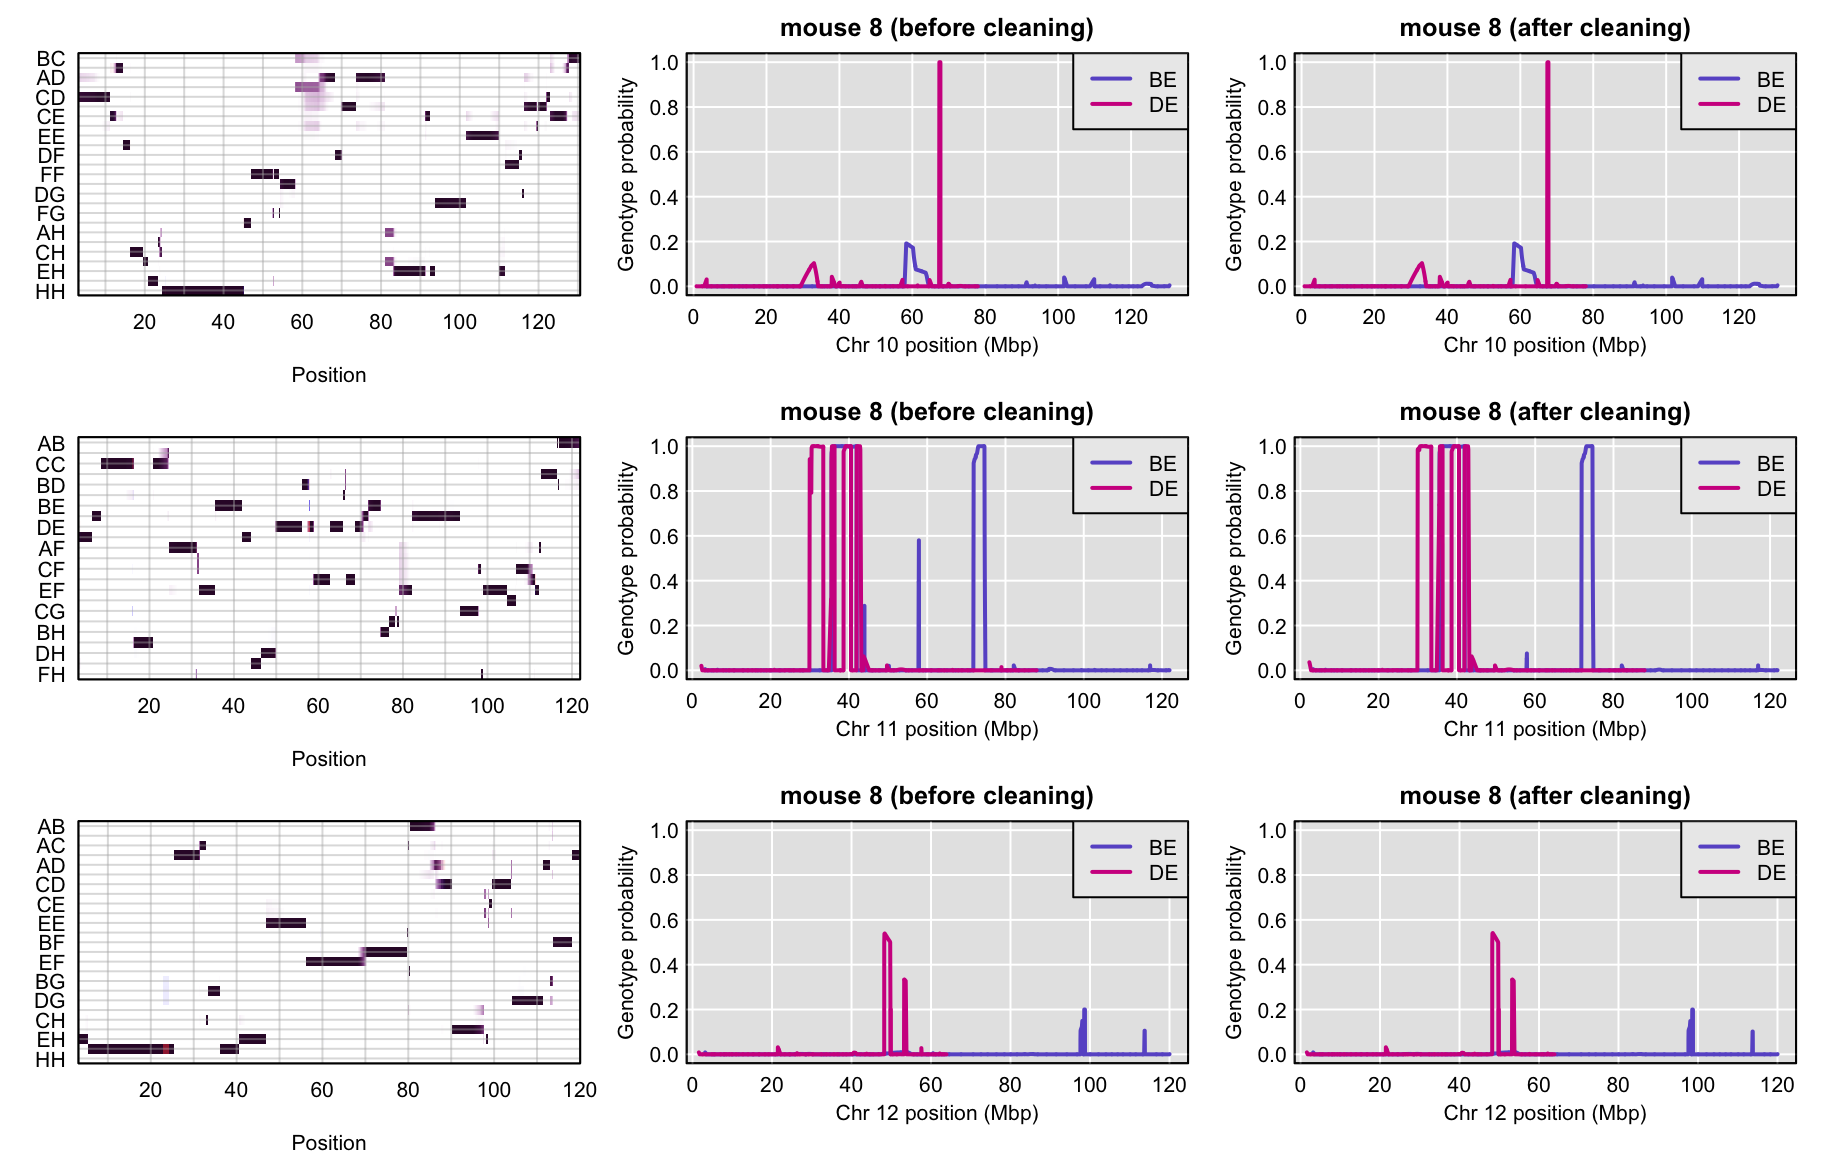 mouse 8 (before cleaning)
mouse 8 (after cleaning)
BC
AD
CD
CE
EE
DF
FF
DG
FG
AH
CH
EH
HH
20 40 60 80 100 120
Position
Genotype probability
1.0
0.8
0.6
0.4
0.2
0.0
BE
DE
0 20 40 60 80 100 120
Chr 10 position (Mbp)
Genotype probability
1.0
0.8
0.6
0.4
0.2
0.0
BE
DE
0 20 40 60 80 100 120
Chr 10 position (Mbp)
mouse 8 (before cleaning)
mouse 8 (after cleaning)
AB
CC
BD
BE
DE
AF
CF
EF
CG
BH
DH
FH
20 40 60 80 100 120
Position
Genotype probability
1.0
0.8
0.6
0.4
0.2
0.0
BE
DE
0 20 40 60 80 100 120
Chr 11 position (Mbp)
Genotype probability
1.0
0.8
0.6
0.4
0.2
0.0
BE
DE
0 20 40 60 80 100 120
Chr 11 position (Mbp)
mouse 8 (before cleaning)
mouse 8 (after cleaning)
AB
AC
AD
CD
CE
EE
BF
EF
BG
DG
CH
EH
HH
20 40 60 80 100 120
Position
Genotype probability
1.0
0.8
0.6
0.4
0.2
0.0
BE
DE
0 20 40 60 80 100 120
Chr 12 position (Mbp)
Genotype probability
1.0
0.8
0.6
0.4
0.2
0.0
BE
DE
0 20 40 60 80 100 120
Chr 12 position (Mbp)